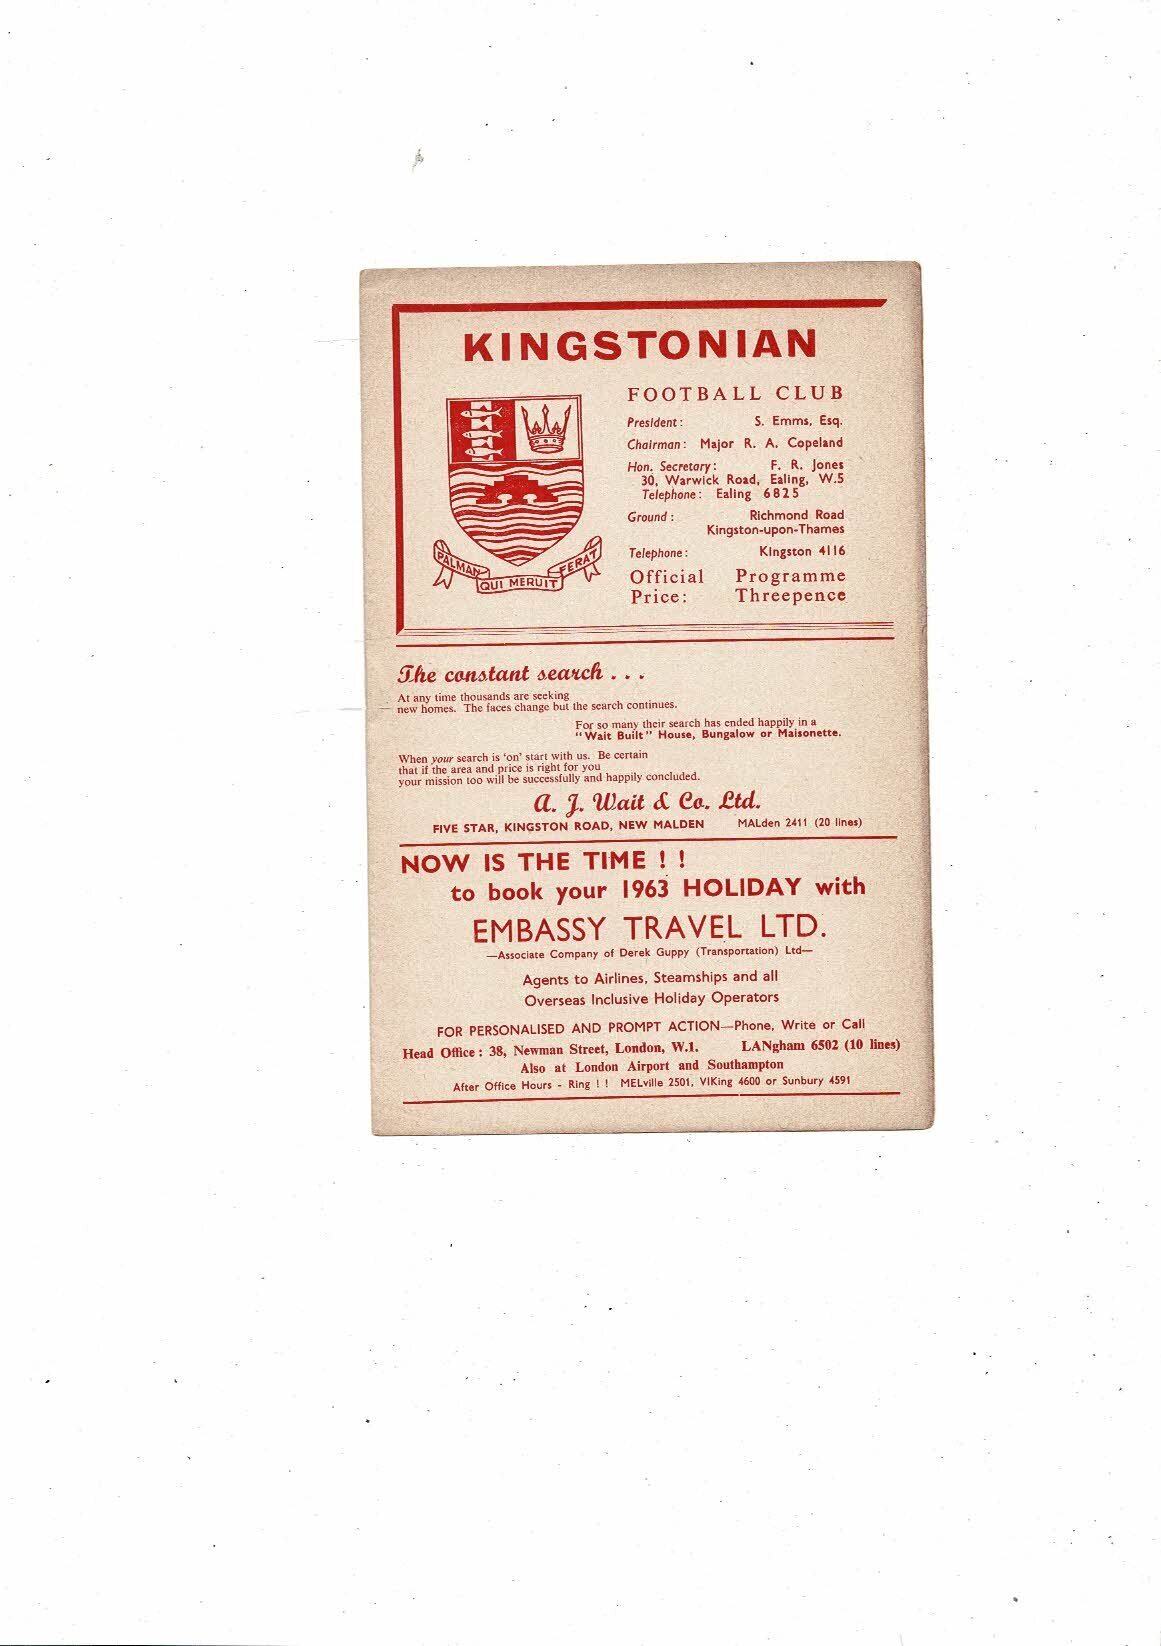 KINGSTONIAN
FOOTBALL CLUB
President: S. Emms, Esq.
Chairman: Major R. A. Copeland
Hon. Secretary: F. R. Jones
30, Warwick Road, Ealing, W.5
Telephone: Ealing 6825
Ground: Richmond Road
Kingston-upon-Thames
Telephone: KIngston 4116
Official Programme
Price: Threepence
PALMAM QUI MERUIT FERAT
The constant search . . .
At any time thousands are seeking
new homes. The faces change but the search continues.
For so many their search has ended happily in a
"Wait Built" House, Bungalow or Maisonette.
When your search is 'on' start with us. Be certain
that if the area and price is right for you
your mission too will be successfully and happily concluded.
A. J. Wait & Co. Ltd.
FIVE STAR, KINGSTON ROAD, NEW MALDEN MALden 2411 (20 lines)
NOW IS THE TIME ! !
to book your 1963 HOLIDAY with
EMBASSY TRAVEL LTD.
—Associate Company of Derek Guppy (Transportation) Ltd—
Agents to Airlines, Steamships and all
Overseas Inclusive Holiday Operators
FOR PERSONALISED AND PROMPT ACTION—Phone, Write or Call
Head Office: 38, Newman Street, London, W.1. LANgham 6502 (10 lines)
Also at London Airport and Southampton
After Office Hours - Ring ! ! MELville 2501, VIKing 4600 or Sunbury 4591